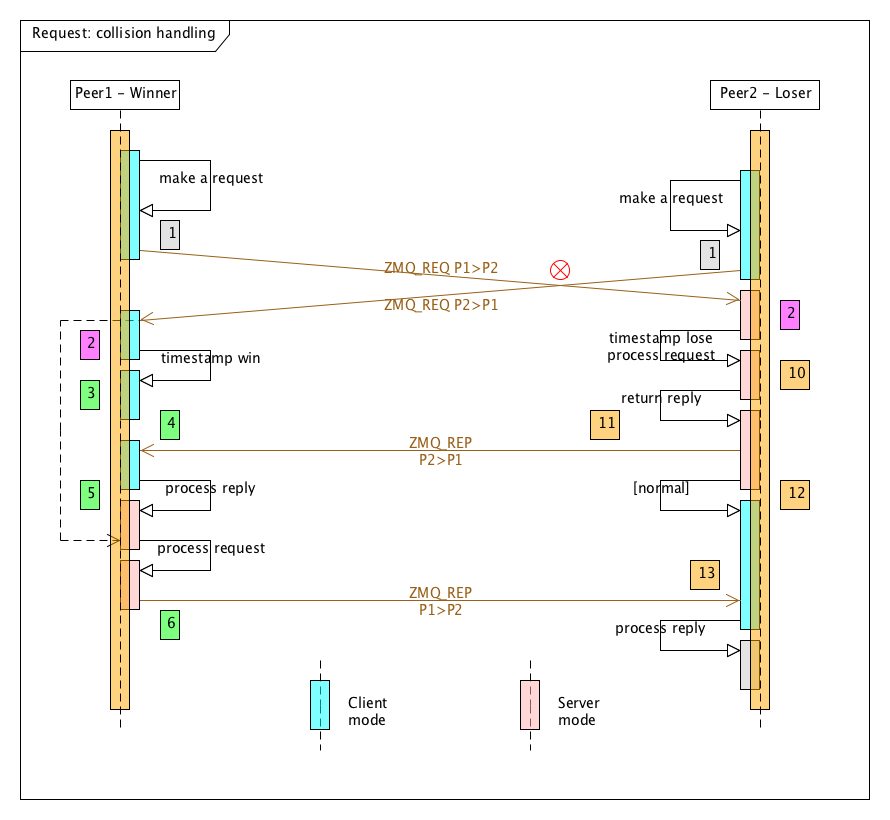 Request: collision handling
Peer1 - Winner
Peer2 - Loser
make a request
make a request
1
1
ZMQ_REQ P1>P2
ZMQ_REQ P2>P1
2
2
timestamp win
timestamp lose
process request
3
10
return reply
4
11
ZMQ_REP
P2>P1
5
process reply
[normal]
12
process request
13
ZMQ_REP
P1>P2
6
process reply
Client
mode
Server
mode